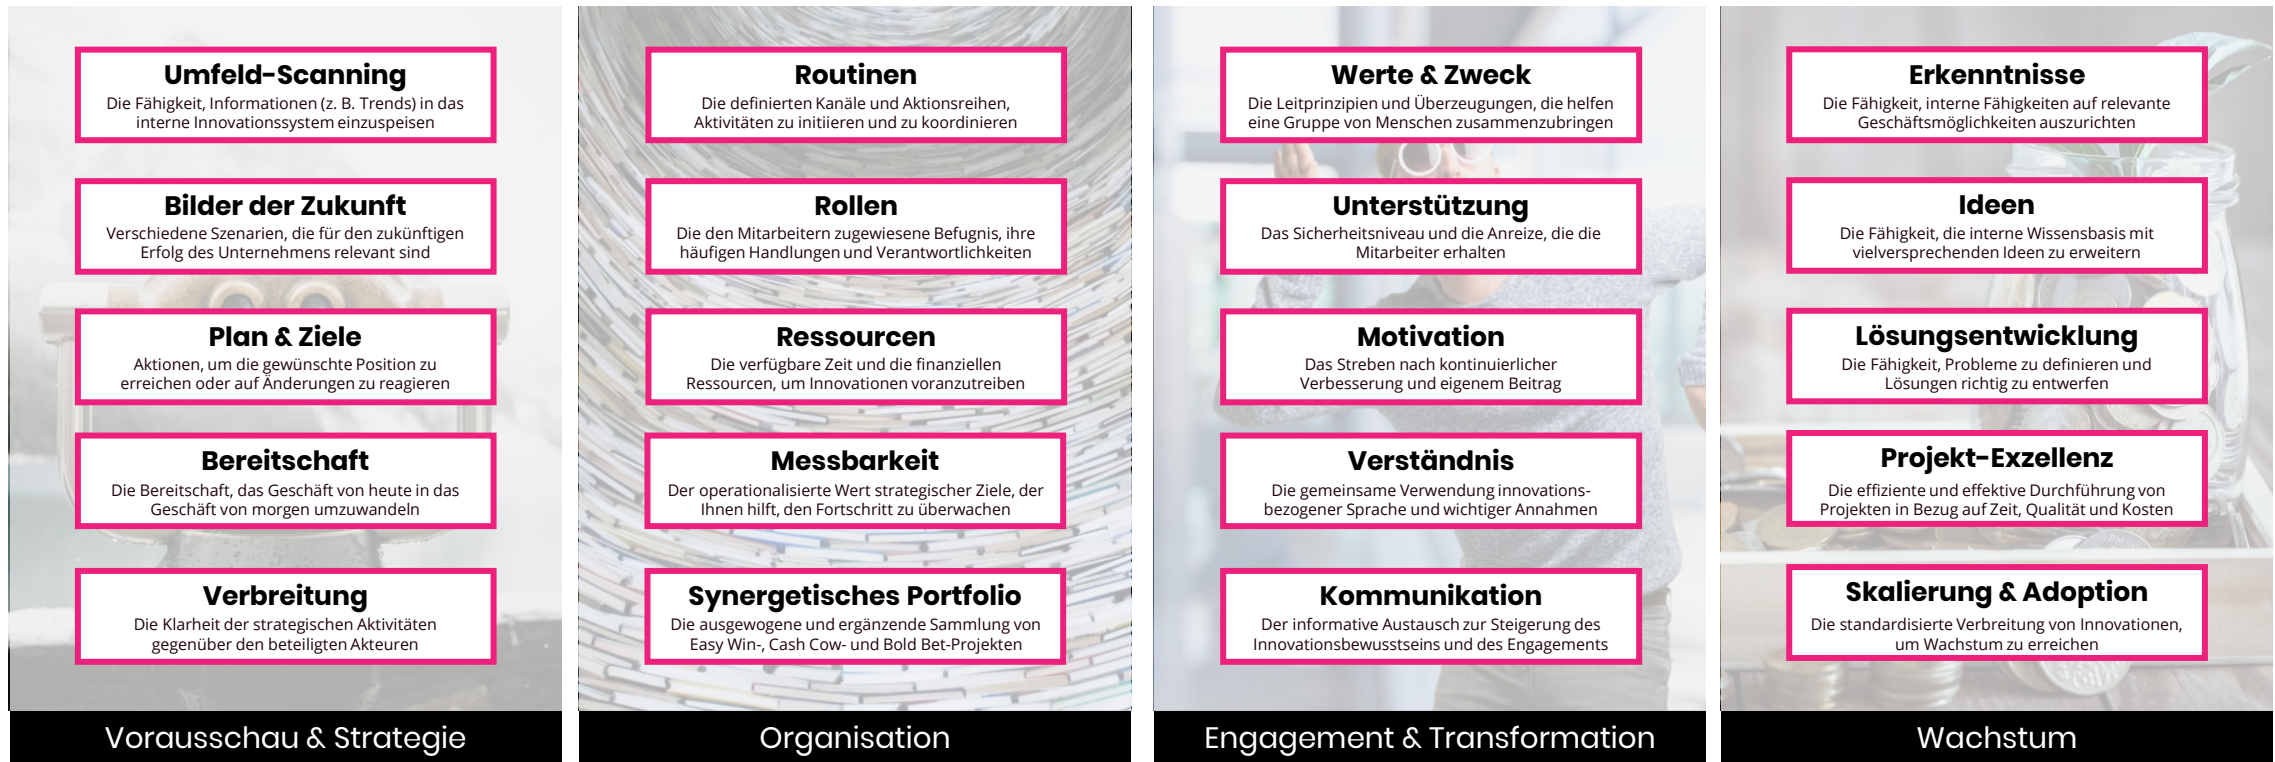 Umfeld-Scanning
Die Fähigkeit, Informationen (z. B. Trends) in das
interne Innovationssystem einzuspeisen
Bilder der Zukunft
Verschiedene Szenarien, die für den zukünftigen
Erfolg des Unternehmens relevant sind
Plan & Ziele
Aktionen, um die gewünschte Position zu
erreichen oder auf Änderungen zu reagieren
Bereitschaft
Die Bereitschaft, das Geschäft von heute in das
Geschäft von morgen umzuwandeln
Verbreitung
Die Klarheit der strategischen Aktivitäten
gegenüber den beteiligten Akteuren
Vorausschau & Strategie
Routinen
Die definierten Kanäle und Aktionsreihen,
Aktivitäten zu initiieren und zu koordinieren
Rollen
Die den Mitarbeitern zugewiesene Befugnis, ihre
häufigen Handlungen und Verantwortlichkeiten
Ressourcen
Die verfügbare Zeit und die finanziellen
Ressourcen, um Innovationen voranzutreiben
Messbarkeit
Der operationalisierte Wert strategischer Ziele, der
Ihnen hilft, den Fortschritt zu überwachen
Synergetisches Portfolio
Die ausgewogene und ergänzende Sammlung von
Easy Win-, Cash Cow- und Bold Bet-Projekten
Organisation
Werte & Zweck
Die Leitprinzipien und Überzeugungen, die helfen
eine Gruppe von Menschen zusammenzubringen
Unterstützung
Das Sicherheitsniveau und die Anreize, die die
Mitarbeiter erhalten
Motivation
Das Streben nach kontinuierlicher
Verbesserung und eigenem Beitrag
Verständnis
Die gemeinsame Verwendung innovations-
bezogener Sprache und wichtiger Annahmen
Kommunikation
Der informative Austausch zur Steigerung des
Innovationsbewusstseins und des Engagements
Engagement & Transformation
Erkenntnisse
Die Fähigkeit, interne Fähigkeiten auf relevante
Geschäftsmöglichkeiten auszurichten
Ideen
Die Fähigkeit, die interne Wissensbasis mit
vielversprechenden Ideen zu erweitern
Lösungsentwicklung
Die Fähigkeit, Probleme zu definieren und
Lösungen richtig zu entwerfen
Projekt-Exzellenz
Die effiziente und effektive Durchführung von
Projekten in Bezug auf Zeit, Qualität und Kosten
Skalierung & Adoption
Die standardisierte Verbreitung von Innovationen,
um Wachstum zu erreichen
Wachstum